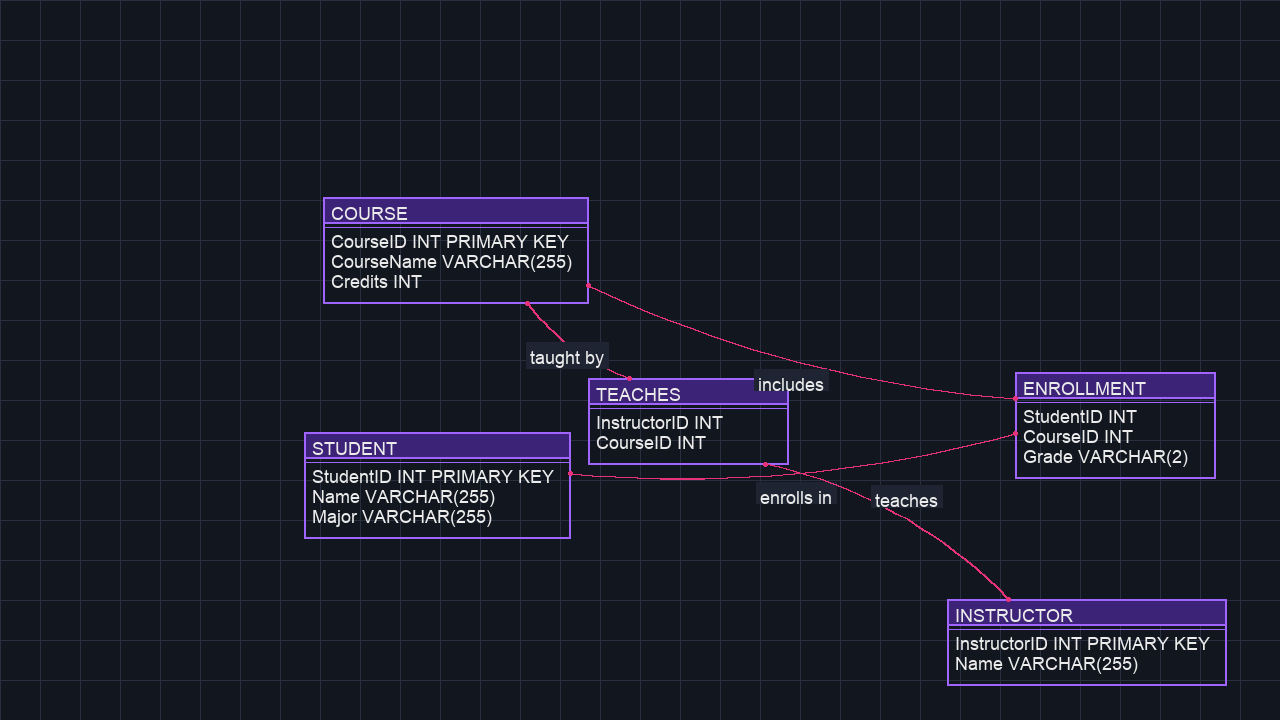 COURSE
CourseID INT PRIMARY KEY
CourseName VARCHAR(255)
Credits INT
taught by
includes
TEACHES
InstructorID INT
CourseID INT
ENROLLMENT
StudentID INT
CourseID INT
Grade VARCHAR(2)
STUDENT
StudentID INT PRIMARY KEY
Name VARCHAR(255)
Major VARCHAR(255)
enrolls in
teaches
INSTRUCTOR
InstructorID INT PRIMARY KEY
Name VARCHAR(255)